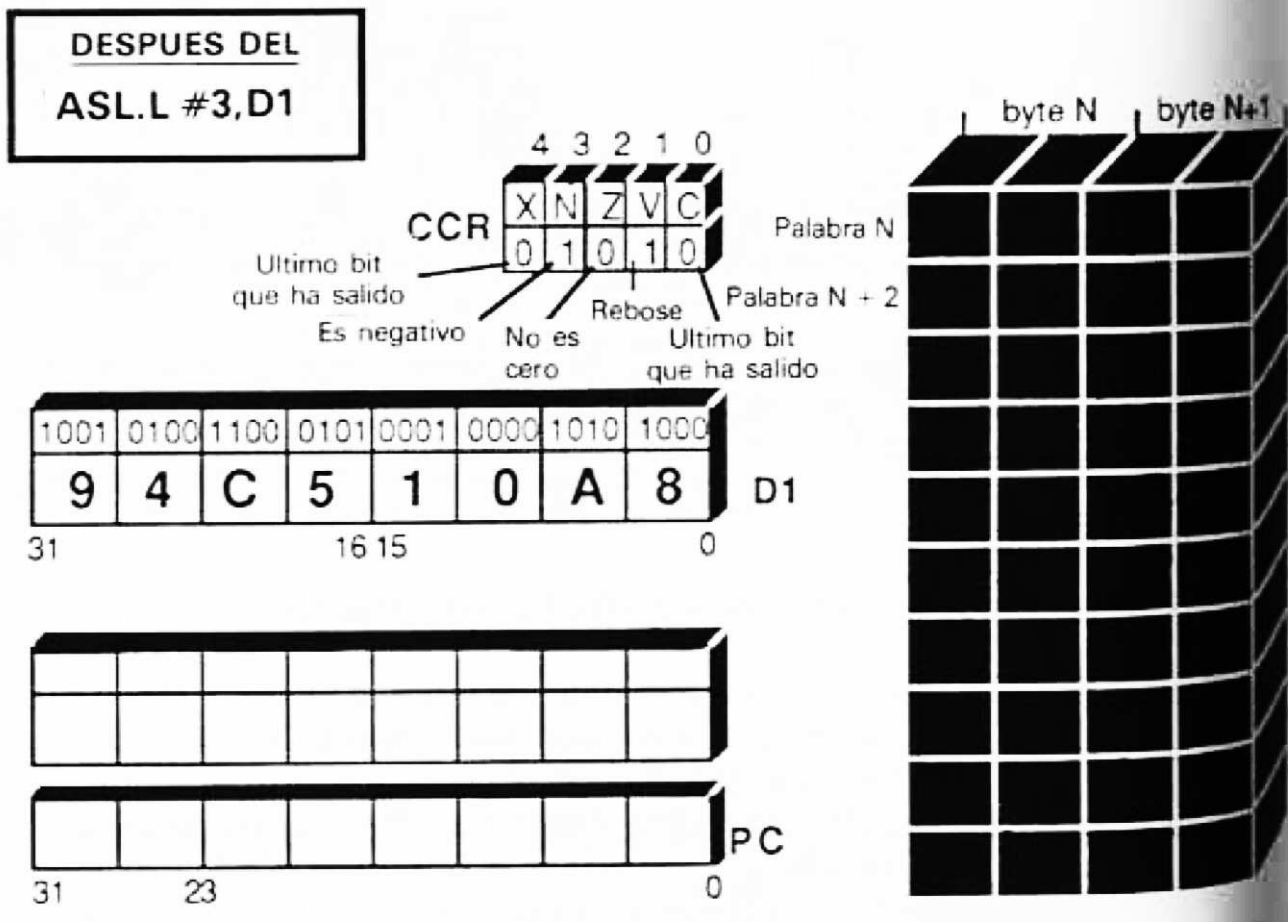 DESPUES DEL
ASL.L #3,D1
byte N byte N+1
4 3 2 1 0
X N Z V C
CCR
0 1 0 1 0
Palabra N
Ultimo bit
que ha salido
Es negativo
No es
cero
Rebose
Ultimo bit
que ha salido
Palabra N + 2
1001 0100 1100 0101 0001 0000 1010 1000
9 4 C 5 1 0 A 8 D1
31 16 15 0
PC
31 23 0